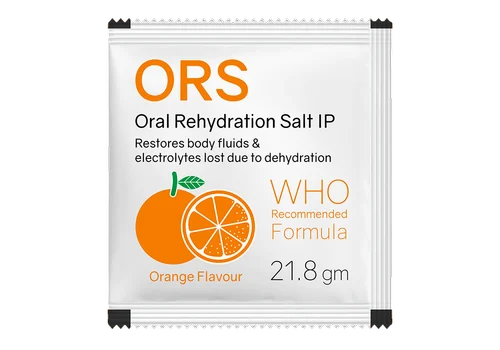 ORS
Oral Rehydration Salt IP
Restores body fluids &
electrolytes lost due to dehydration
WHO
Recommended
Formula
Orange Flavour
21.8 gm